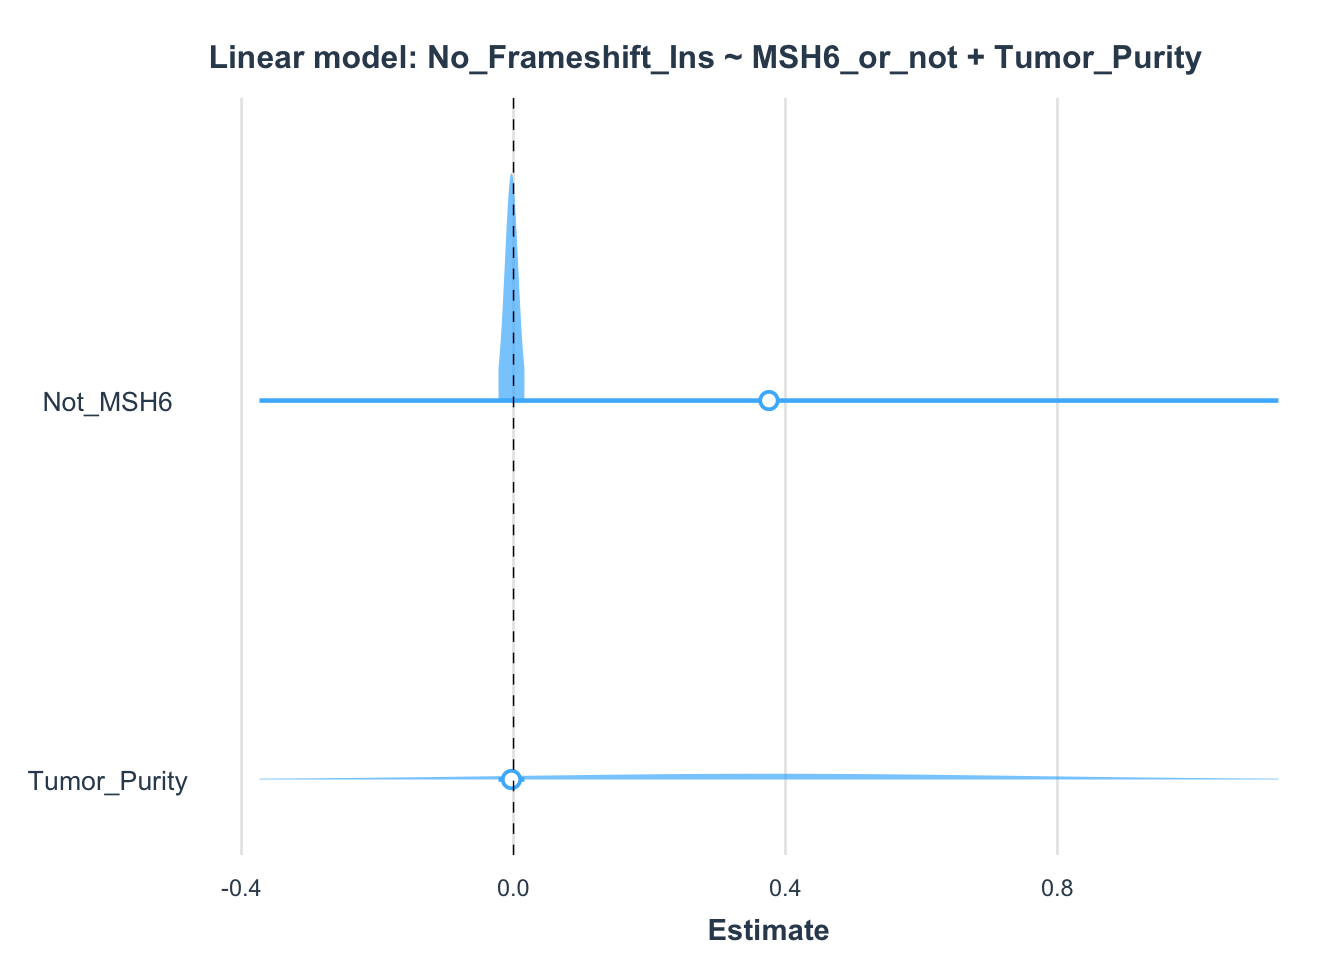 Linear model: No_Frameshift_Ins ~ MSH6_or_not + Tumor_Purity
Not_MSH6
Tumor_Purity
-0.4 0.0 0.4 0.8
Estimate